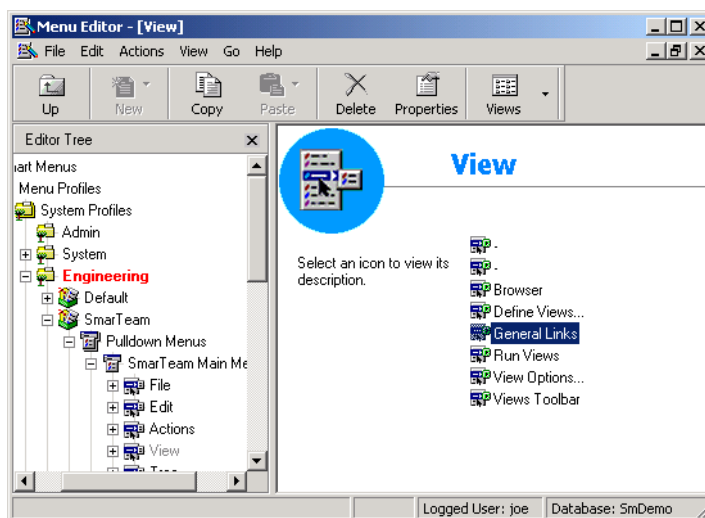 Menu Editor - [View]
File Edit Actions View Go Help
Up New Copy Paste Delete Properties Views
Editor Tree
art Menus
Menu Profiles
System Profiles
Admin
System
Engineering
Default
SmarTeam
Pulldown Menus
SmarTeam Main Me
File
Edit
Actions
View
View
Select an icon to view its
description.
-
-
Browser
Define Views...
General Links
Run Views
View Options...
Views Toolbar
Logged User: joe Database: SmDemo